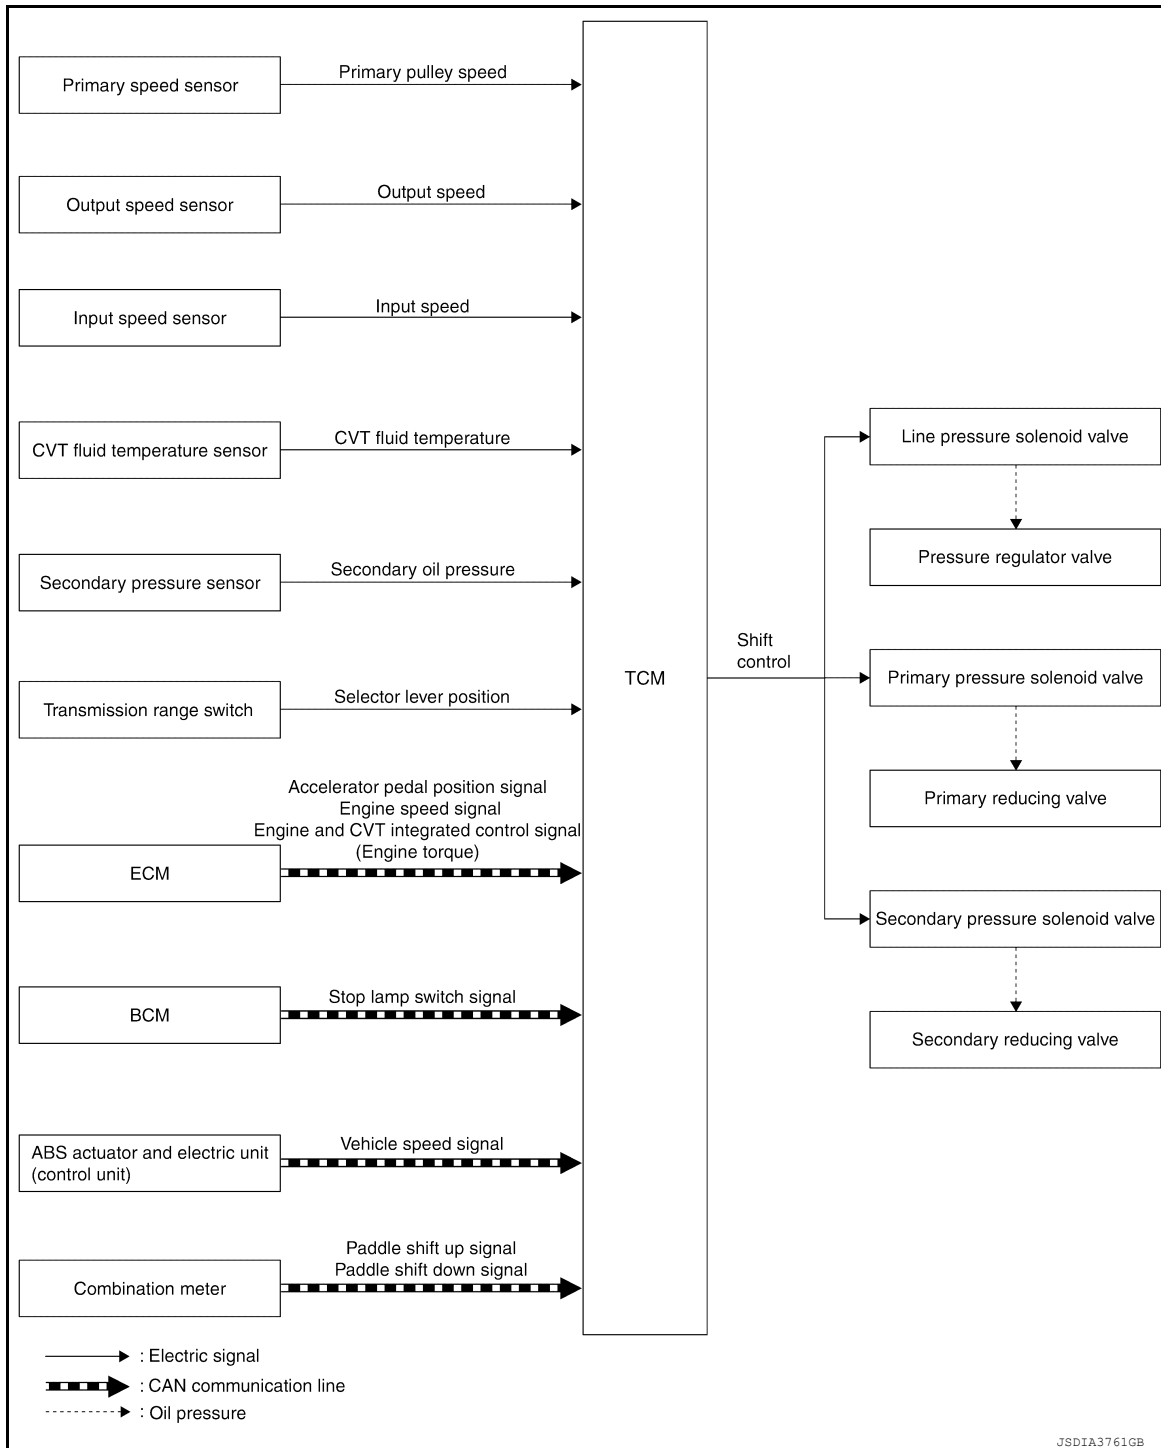 Primary speed sensor
Primary pulley speed
Output speed sensor
Output speed
Input speed sensor
Input speed
CVT fluid temperature sensor
CVT fluid temperature
Secondary pressure sensor
Secondary oil pressure
Transmission range switch
Selector lever position
Accelerator pedal position signal
Engine speed signal
Engine and CVT integrated control signal
(Engine torque)
ECM
BCM
Stop lamp switch signal
ABS actuator and electric unit
(control unit)
Vehicle speed signal
Combination meter
Paddle shift up signal
Paddle shift down signal
TCM
Shift
control
Line pressure solenoid valve
Pressure regulator valve
Primary pressure solenoid valve
Primary reducing valve
Secondary pressure solenoid valve
Secondary reducing valve
: Electric signal
: CAN communication line
: Oil pressure
JSDIA3761GB